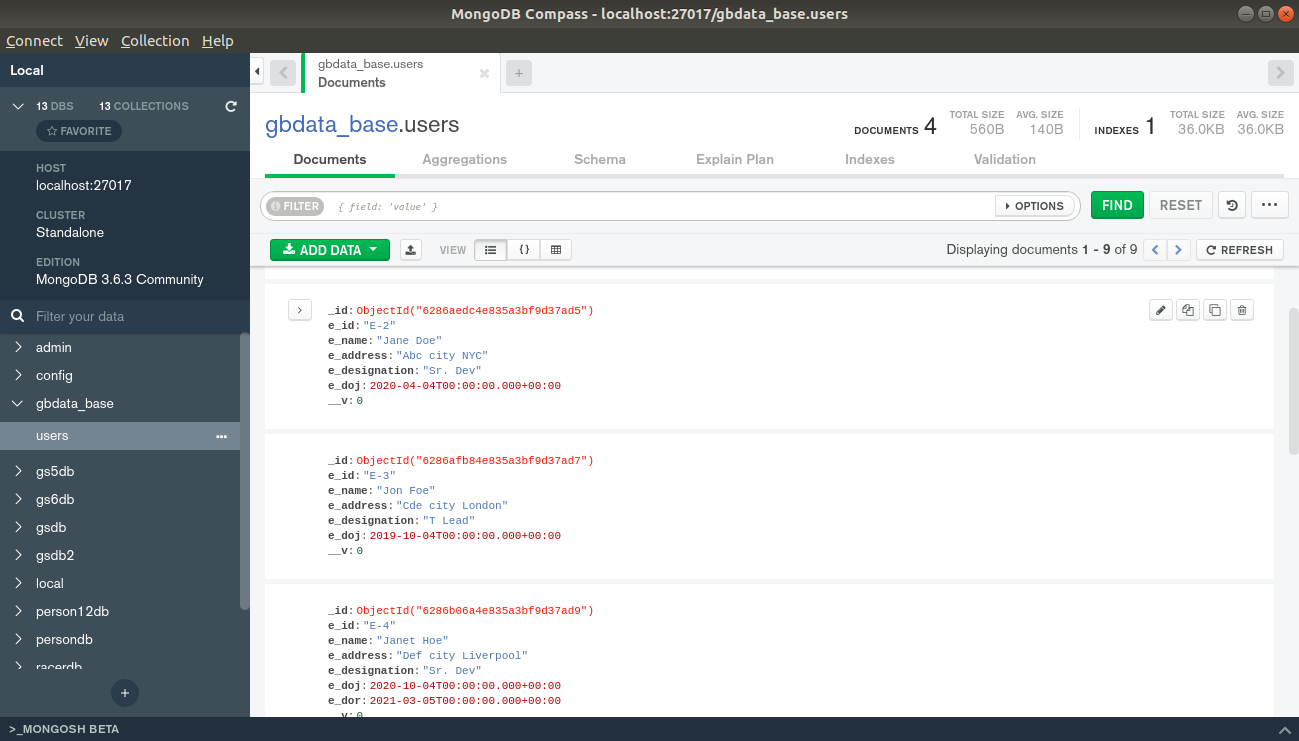 MongoDB Compass - localhost:27017/gbdata_base.users
Connect View Collection Help
Local
13 DBS 13 COLLECTIONS
FAVORITE
HOST
localhost:27017
CLUSTER
Standalone
EDITION
MongoDB 3.6.3 Community
Filter your data
admin
config
gbdata_base
users
gs5db
gs6db
gsdb
gsdb2
local
person12db
persondb
racerdb
+
>_MONGOSH BETA
gbdata_base.users
Documents
+
gbdata_base.users
DOCUMENTS 4
TOTAL SIZE 560B
AVG. SIZE 140B
INDEXES 1
TOTAL SIZE 36.0KB
AVG. SIZE 36.0KB
Documents Aggregations Schema Explain Plan Indexes Validation
FILTER { field: 'value' } OPTIONS FIND RESET ...
ADD DATA VIEW {} Displaying documents 1 - 9 of 9 < > REFRESH
_id: ObjectId("6286aedc4e835a3bf9d37ad5")
e_id: "E-2"
e_name: "Jane Doe"
e_address: "Abc city NYC"
e_designation: "Sr. Dev"
e_doj: 2020-04-04T00:00:00.000+00:00
__v: 0
_id: ObjectId("6286afb84e835a3bf9d37ad7")
e_id: "E-3"
e_name: "Jon Foe"
e_address: "Cde city London"
e_designation: "T Lead"
e_doj: 2019-10-04T00:00:00.000+00:00
__v: 0
_id: ObjectId("6286b06a4e835a3bf9d37ad9")
e_id: "E-4"
e_name: "Janet Hoe"
e_address: "Def city Liverpool"
e_designation: "Sr. Dev"
e_doj: 2020-10-04T00:00:00.000+00:00
e_dor: 2021-03-05T00:00:00.000+00:00
__v: 0